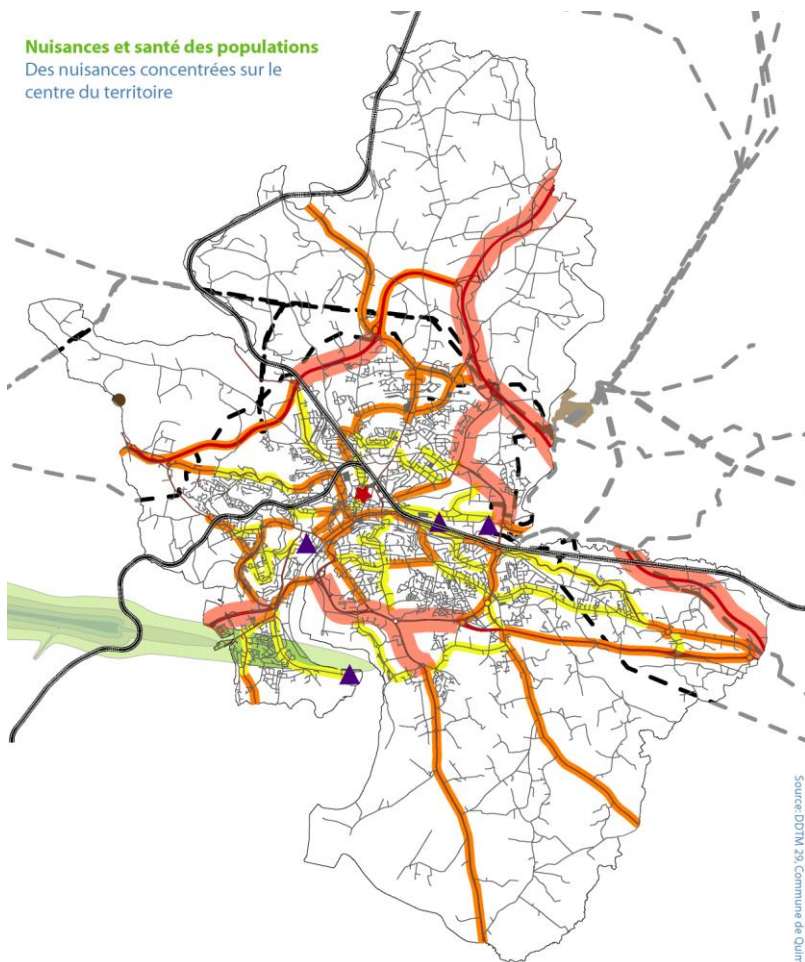 Nuisances et santé des populations
Des nuisances concentrées sur le
centre du territoire
Source: DDTM 29, Commune de Quim